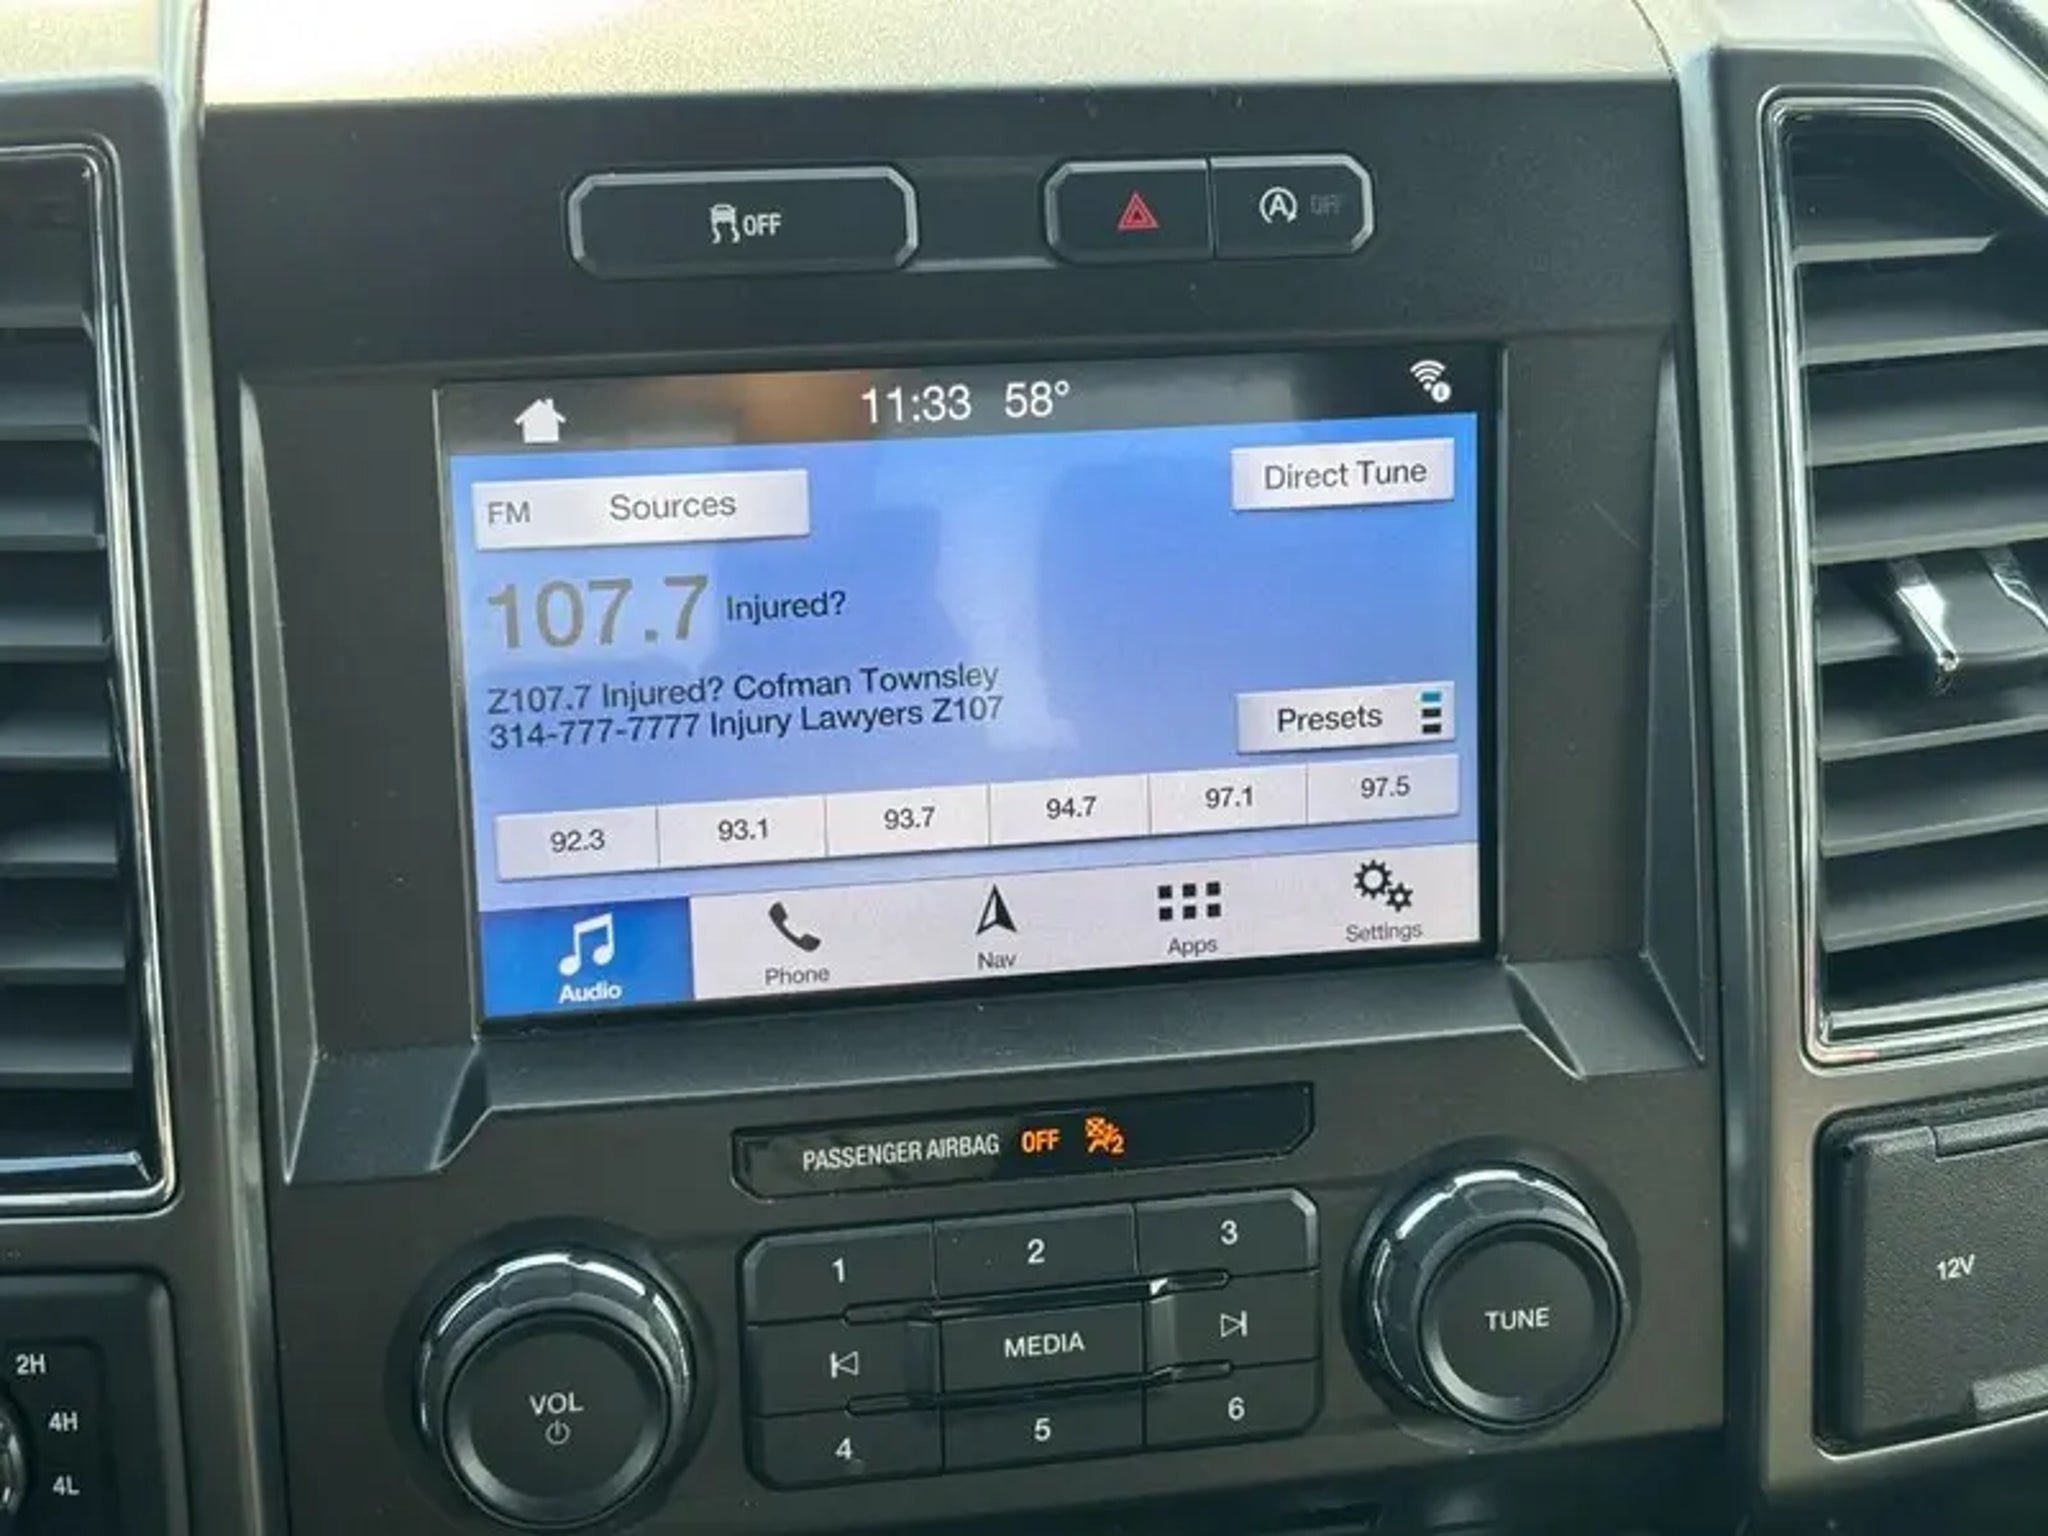 OFF
A OFF
11:33 58°
FM Sources
Direct Tune
107.7 Injured?
Z107.7 Injured? Cofman Townsley
314-777-7777 Injury Lawyers Z107
Presets
92.3 93.1 93.7 94.7 97.1 97.5
Audio Phone Nav Apps Settings
PASSENGER AIRBAG OFF 2
1 2 3
MEDIA
4 5 6
VOL
TUNE
12V
2H
4H
4L